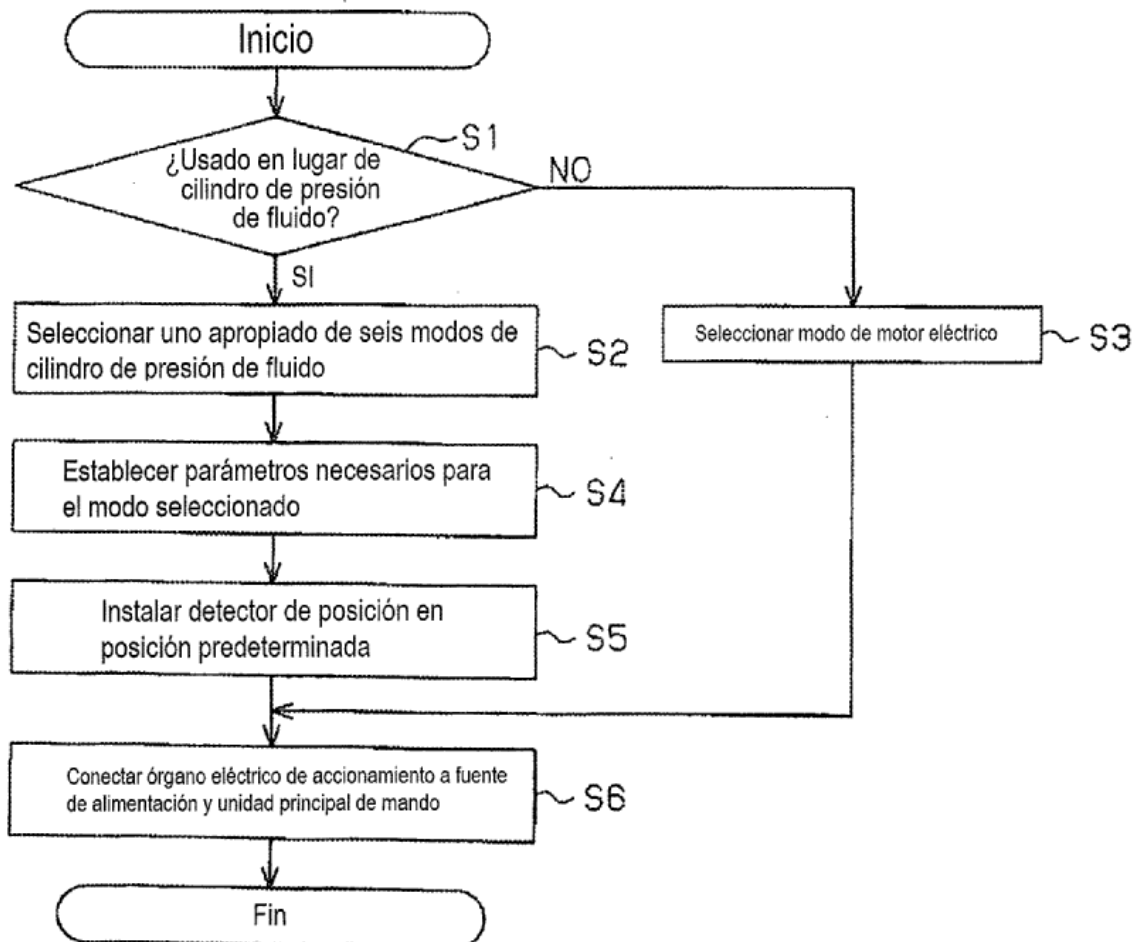 Inicio
S1
¿Usado en lugar de
cilindro de presión
de fluido?
NO
SI
Seleccionar uno apropiado de seis modos de
cilindro de presión de fluido
S2
Seleccionar modo de motor eléctrico
S3
Establecer parámetros necesarios para
el modo seleccionado
S4
Instalar detector de posición en
posición predeterminada
S5
Conectar órgano eléctrico de accionamiento a fuente
de alimentación y unidad principal de mando
S6
Fin